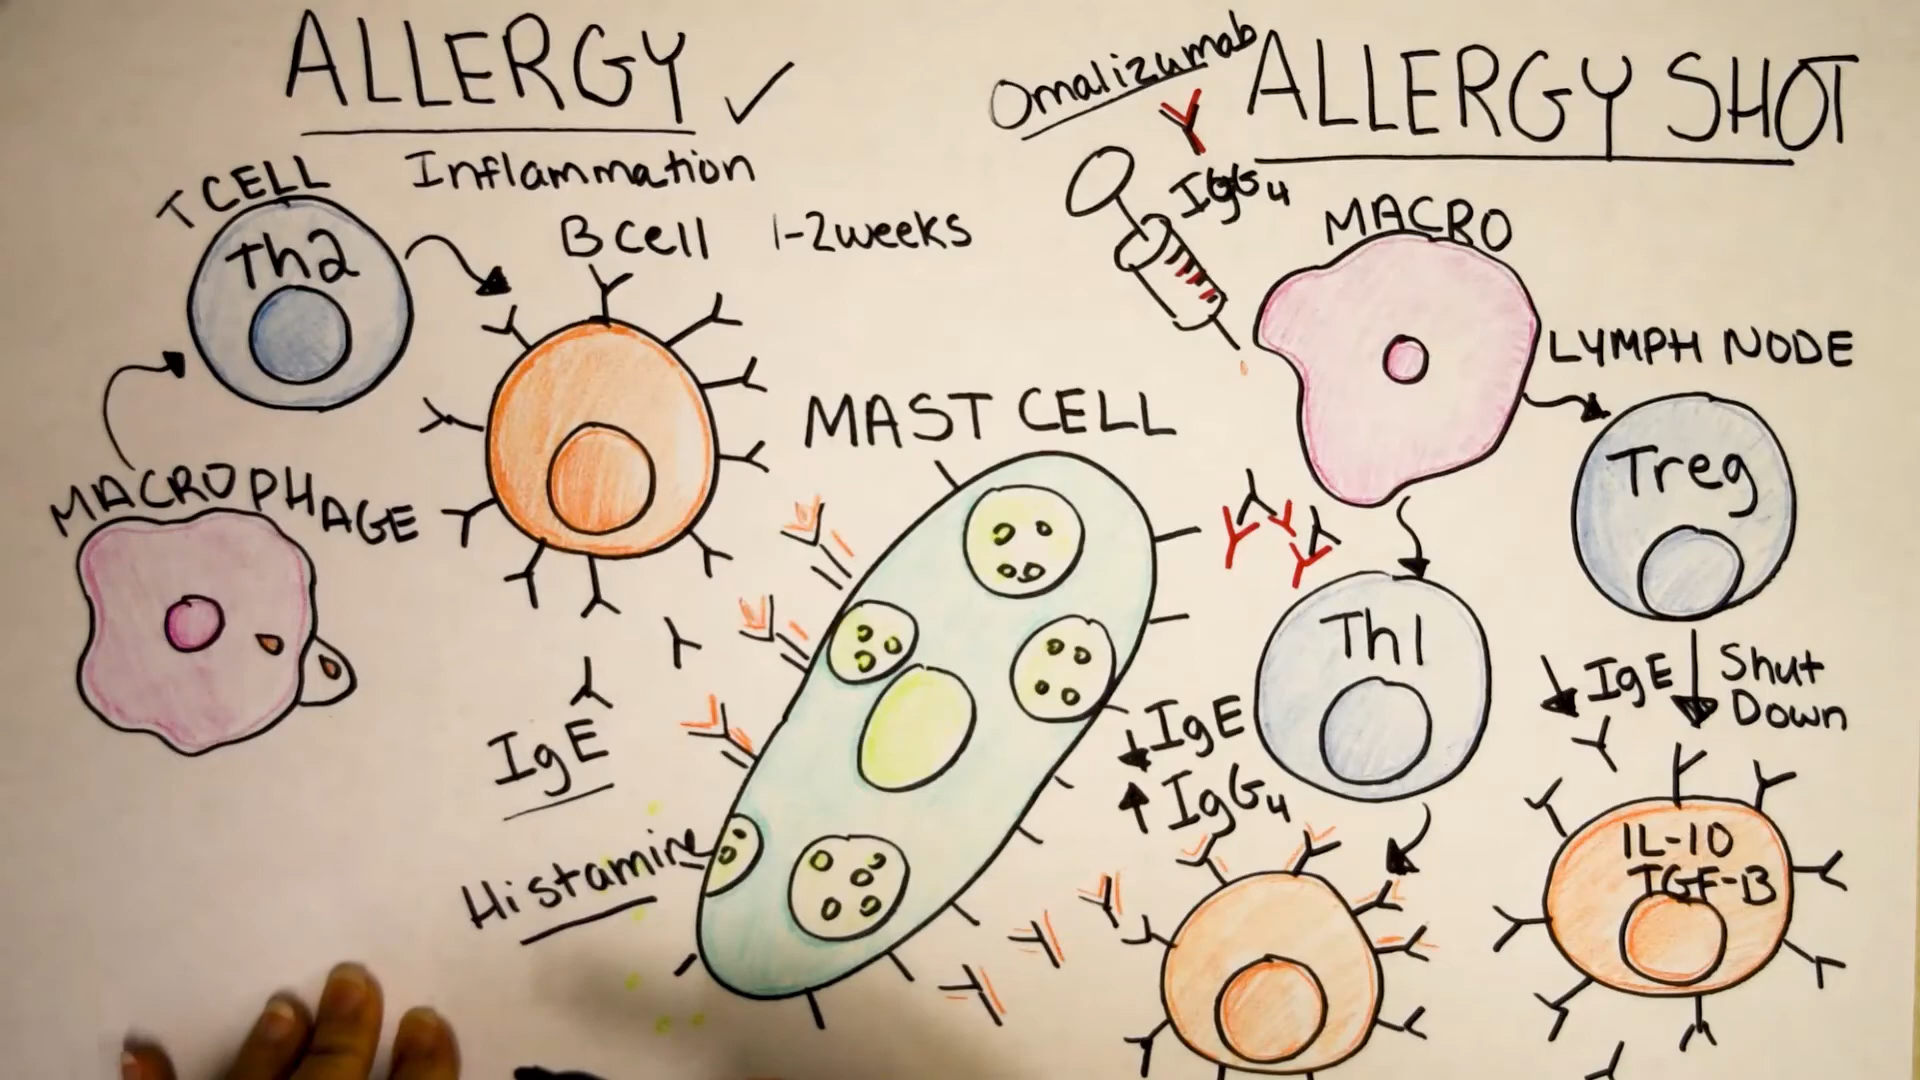 ALLERGY
Inflammation
T CELL
Th2
B Cell 1-2 weeks
MACROPHAGE
IgE
Histamine
MAST CELL
Omalizumab
ALLERGY SHOT
IgG4
MACRO
LYMPH NODE
Treg
Th1
↓IgE
↑IgG4
↓IgE
Shut
Down
IL-10
TGF-B